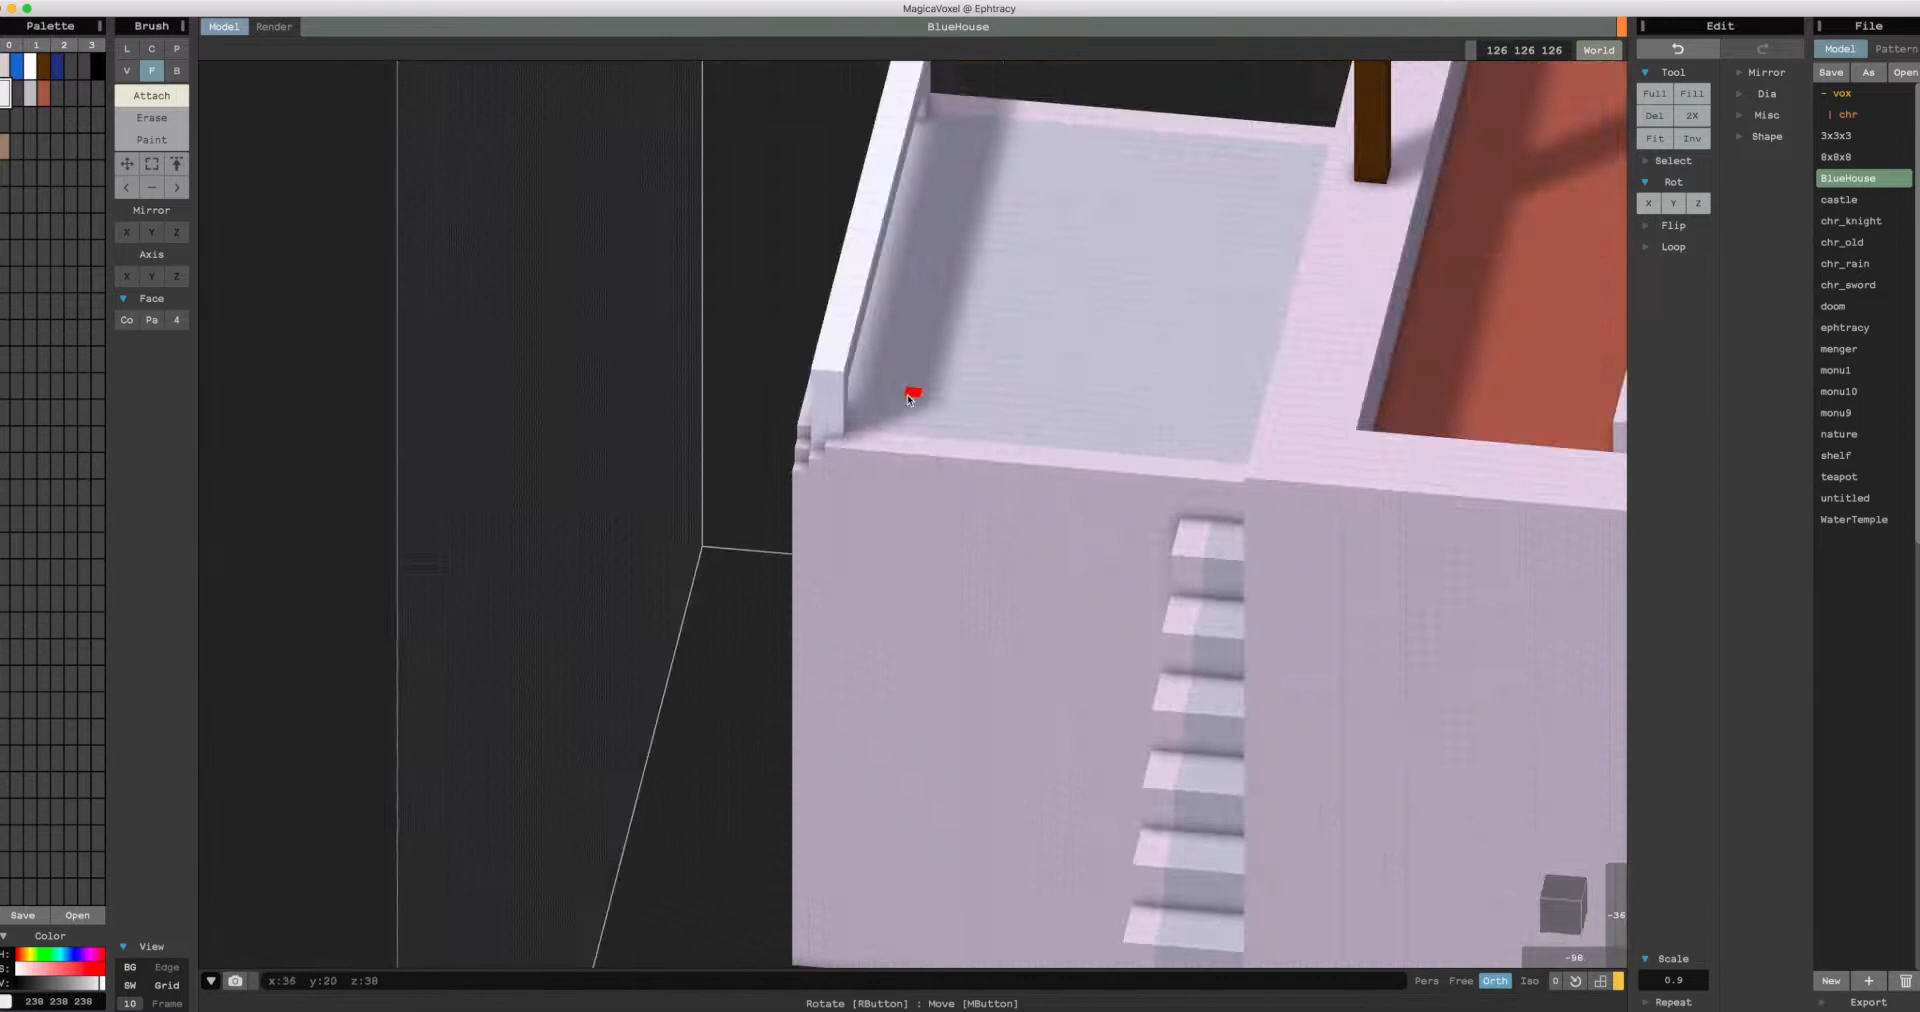 MagicaVoxel @ Ephtracy
Palette
Brush
Model
Render
BlueHouse
Edit
File
0 1 2 3
L C P
126 126 126
World
Model
Pattern
V F B
Tool
Mirror
Save As Open
Attach
Full Fill
Dia
- vox
Erase
Del 2X
Misc
| chr
Paint
Fit Inv
Shape
3x3x3
Select
8x8x8
< — >
Rot
BlueHouse
Mirror
X Y Z
castle
X Y Z
Flip
chr_knight
Axis
Loop
chr_old
X Y Z
chr_rain
Face
chr_sword
Co Pa 4
doom
ephtracy
menger
monu1
monu10
monu9
nature
shelf
teapot
untitled
WaterTemple
Save Open
-36
Color
View
H:
BG Edge
-90
Scale
S:
SW Grid
x:36 y:20 z:30
Pers Free Orth Iso 0
0.9
New +
V:
238 238 238
10 Frame
Rotate [RButton] : Move [MButton]
Repeat
Export